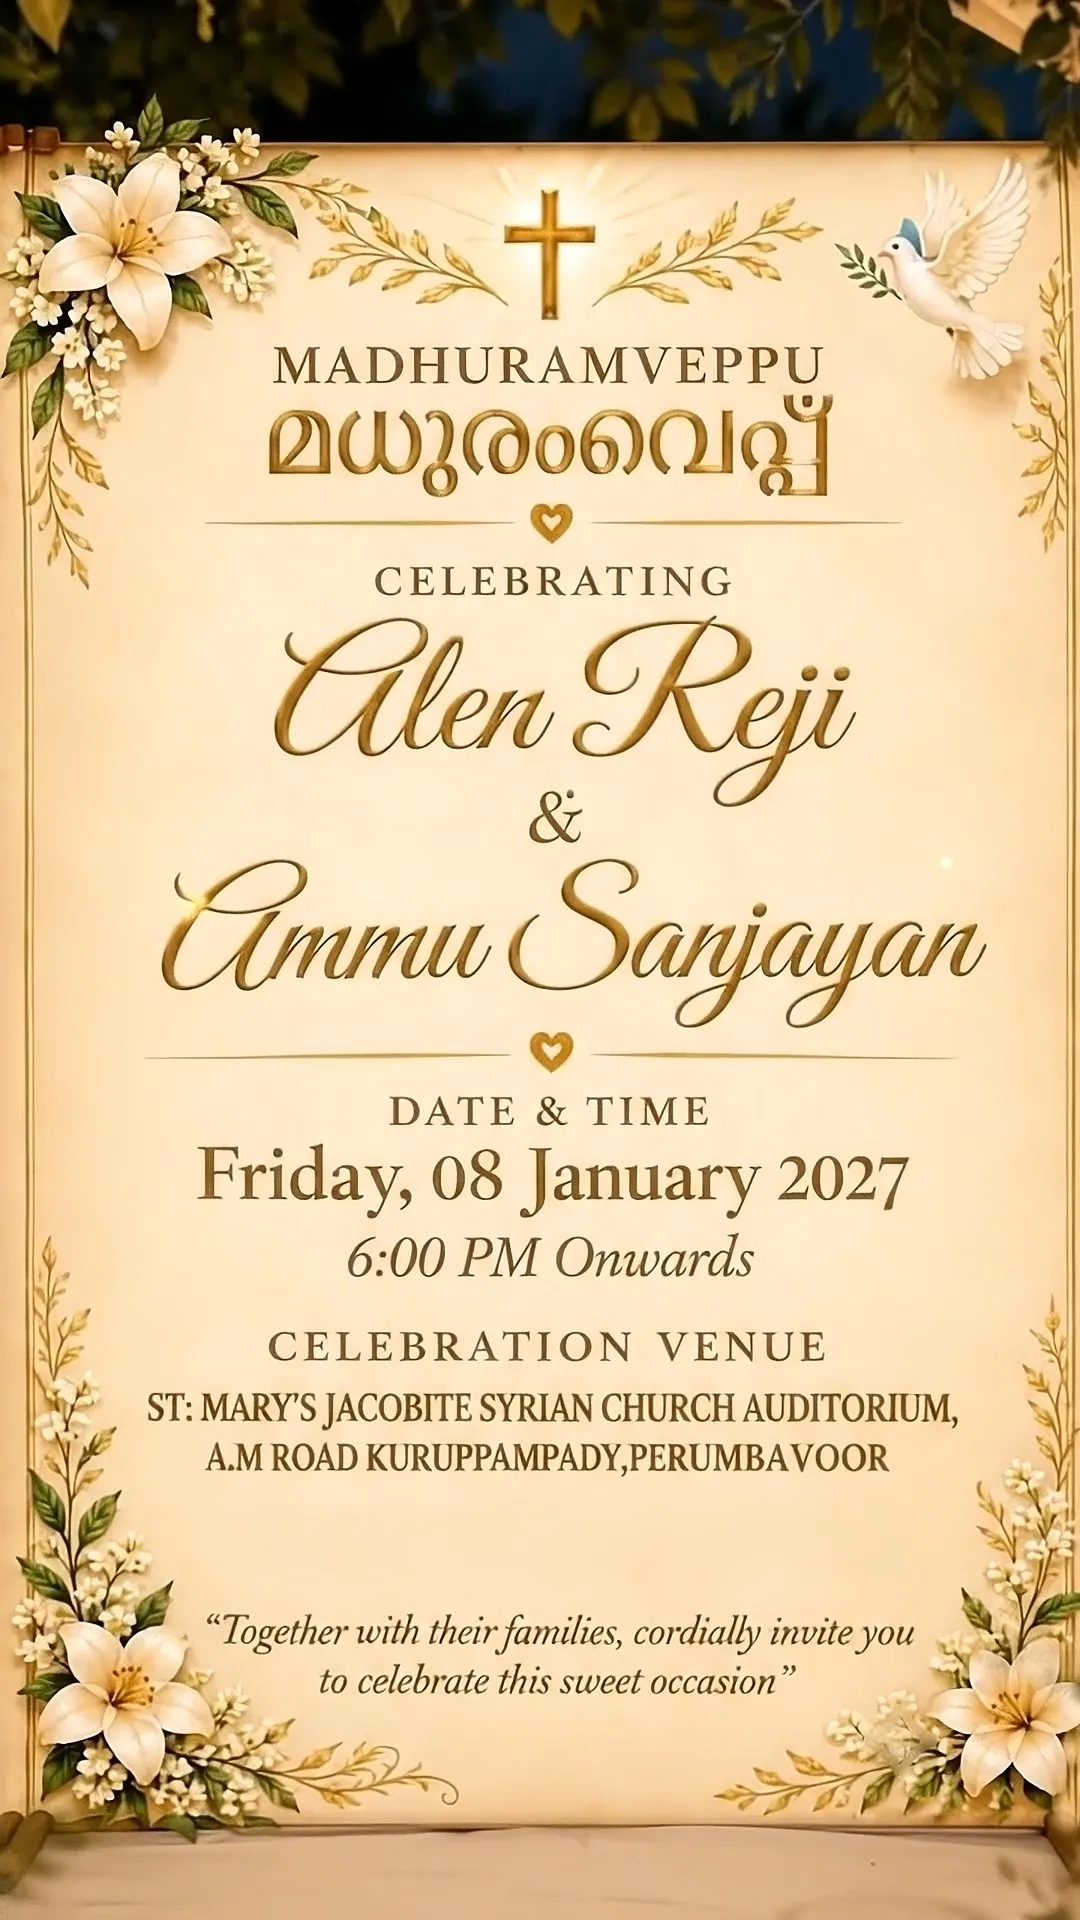 MADHURAMVEPPU
മധുരംവെപ്പ്
CELEBRATING
Alen Reji
&
Ammu Sanjayan
DATE & TIME
Friday, 08 January 2027
6:00 PM Onwards
CELEBRATION VENUE
ST: MARY'S JACOBITE SYRIAN CHURCH AUDITORIUM,
A.M ROAD KURUPPAMPADY,PERUMBAVOOR
“Together with their families, cordially invite you
to celebrate this sweet occasion”